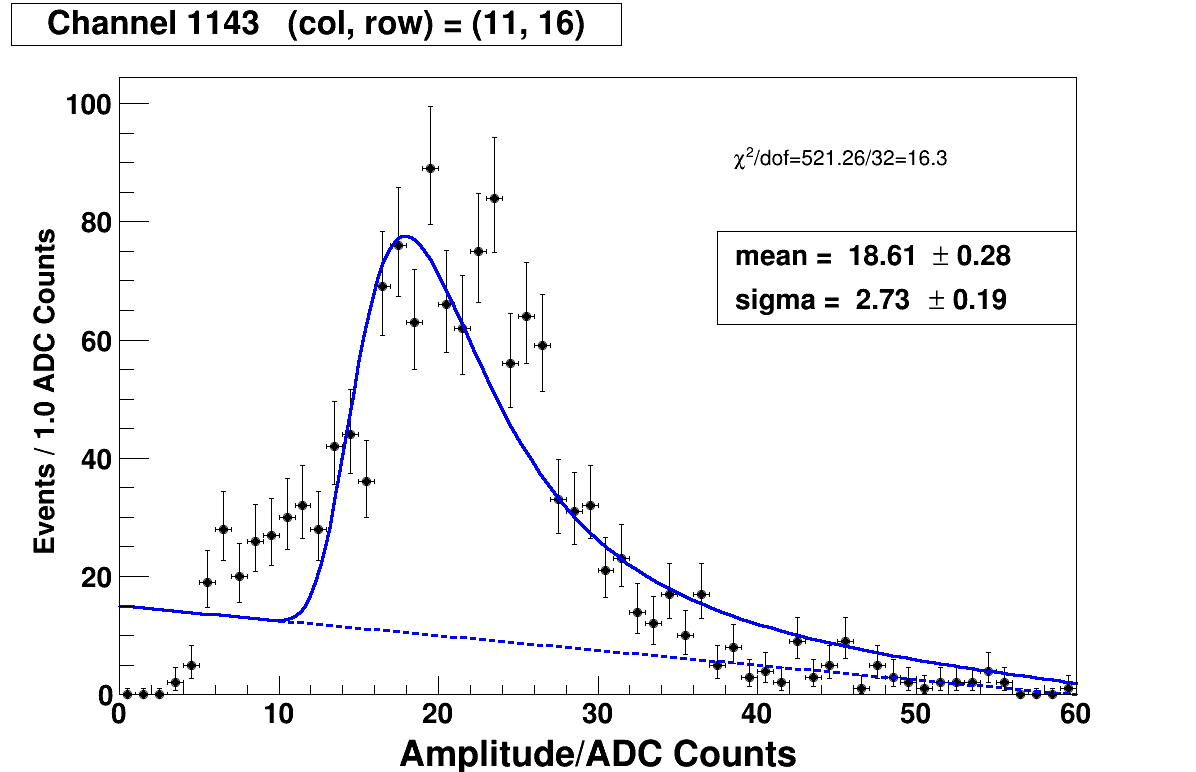 Channel 1143 (col, row) = (11, 16)
100
80
60
40
20
0
Events / 1.0 ADC Counts
χ²/dof=521.26/32=16.3
mean = 18.61 ± 0.28
sigma = 2.73 ± 0.19
0 10 20 30 40 50 60
Amplitude/ADC Counts